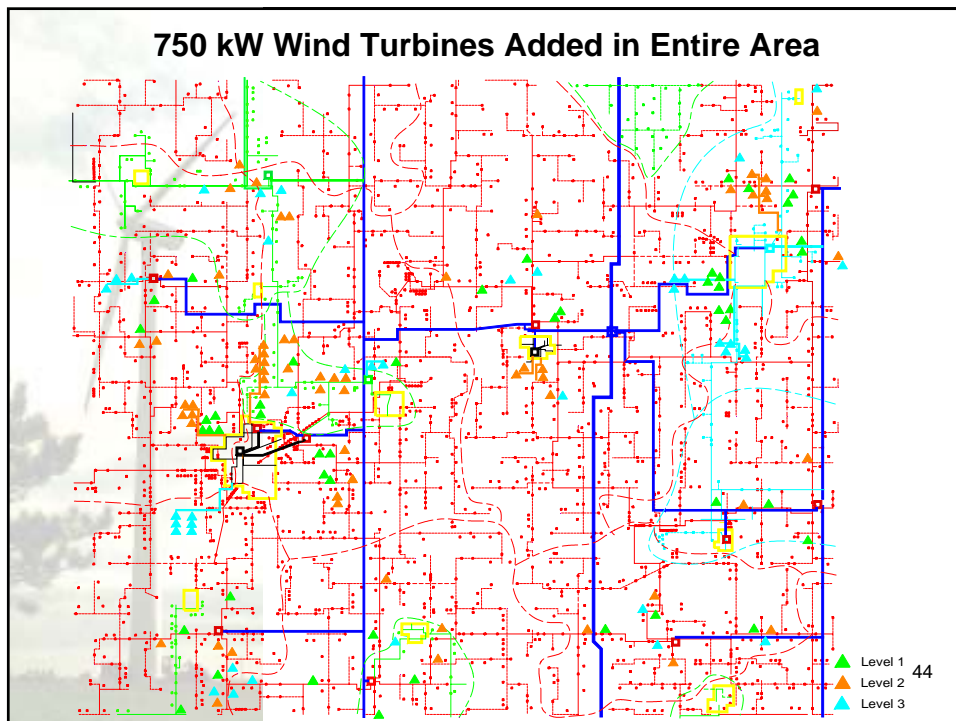 750 kW Wind Turbines Added in Entire Area
Level 1
44
Level 2
Level 3